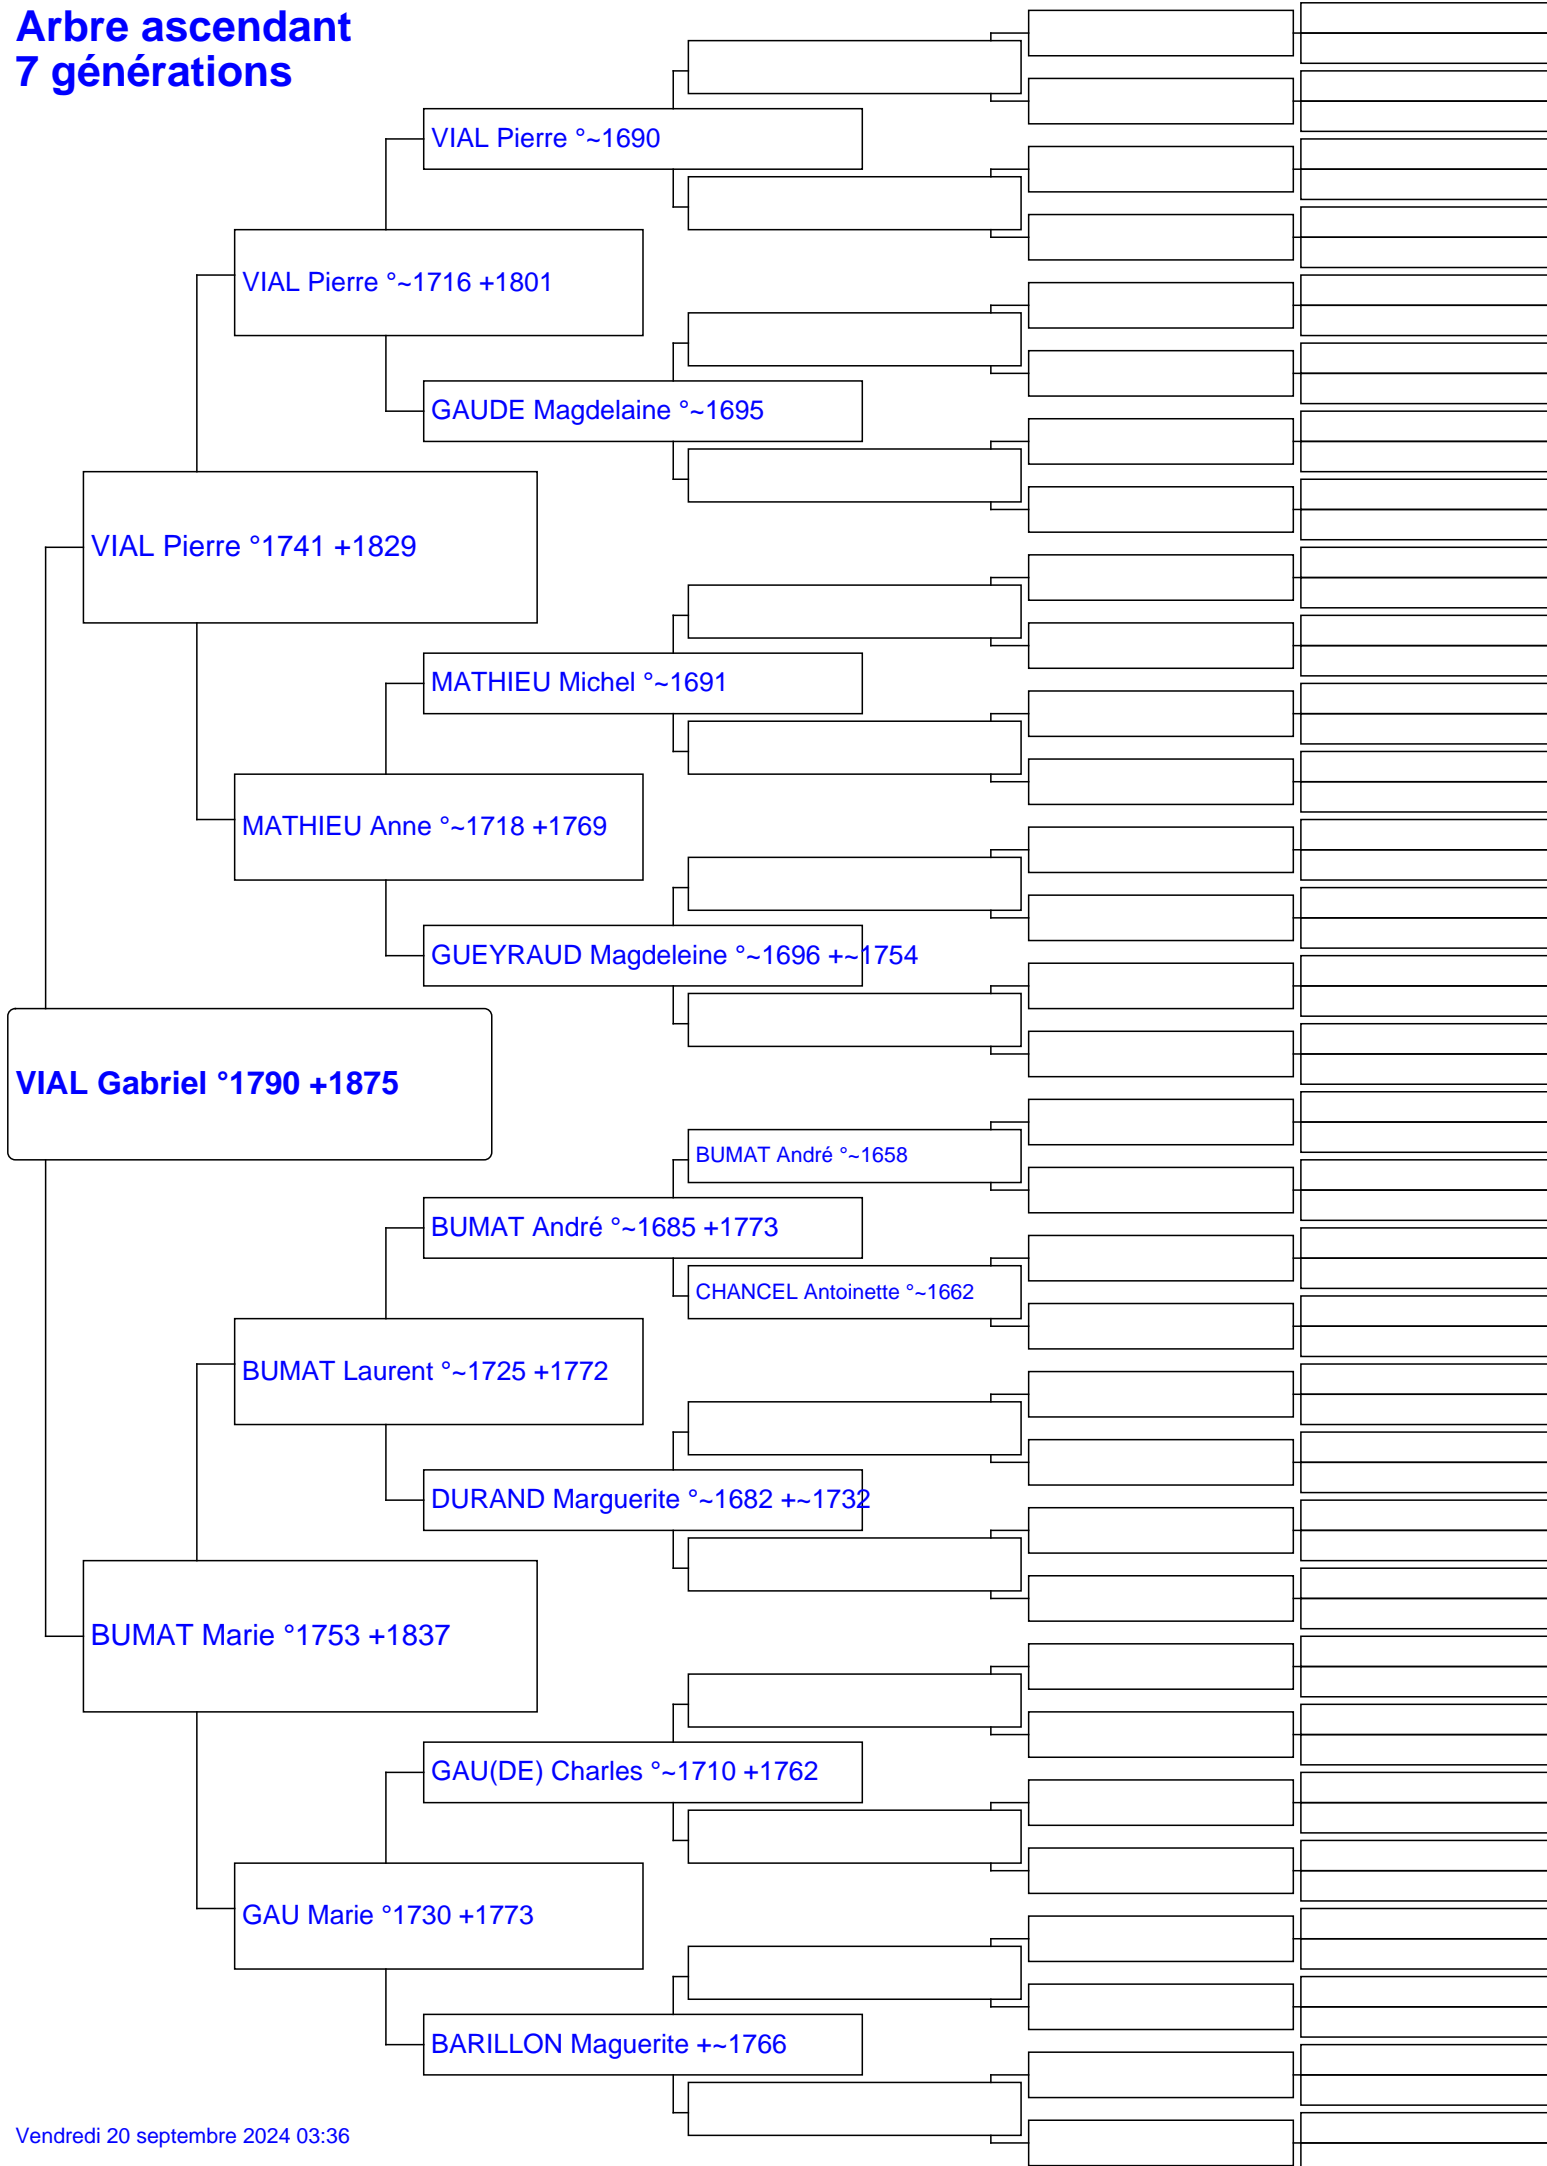 Arbre ascendant
7 générations
VIAL Pierre °~1690
VIAL Pierre °~1716 +1801
GAUDE Magdelaine °~1695
VIAL Pierre °1741 +1829
MATHIEU Michel °~1691
MATHIEU Anne °~1718 +1769
GUEYRAUD Magdeleine °~1696 +~1754
VIAL Gabriel °1790 +1875
BUMAT André °~1658
BUMAT André °~1685 +1773
CHANCEL Antoinette °~1662
BUMAT Laurent °~1725 +1772
DURAND Marguerite °~1682 +~1732
BUMAT Marie °1753 +1837
GAU(DE) Charles °~1710 +1762
GAU Marie °1730 +1773
BARILLON Maguerite +~1766
Vendredi 20 septembre 2024 03:36